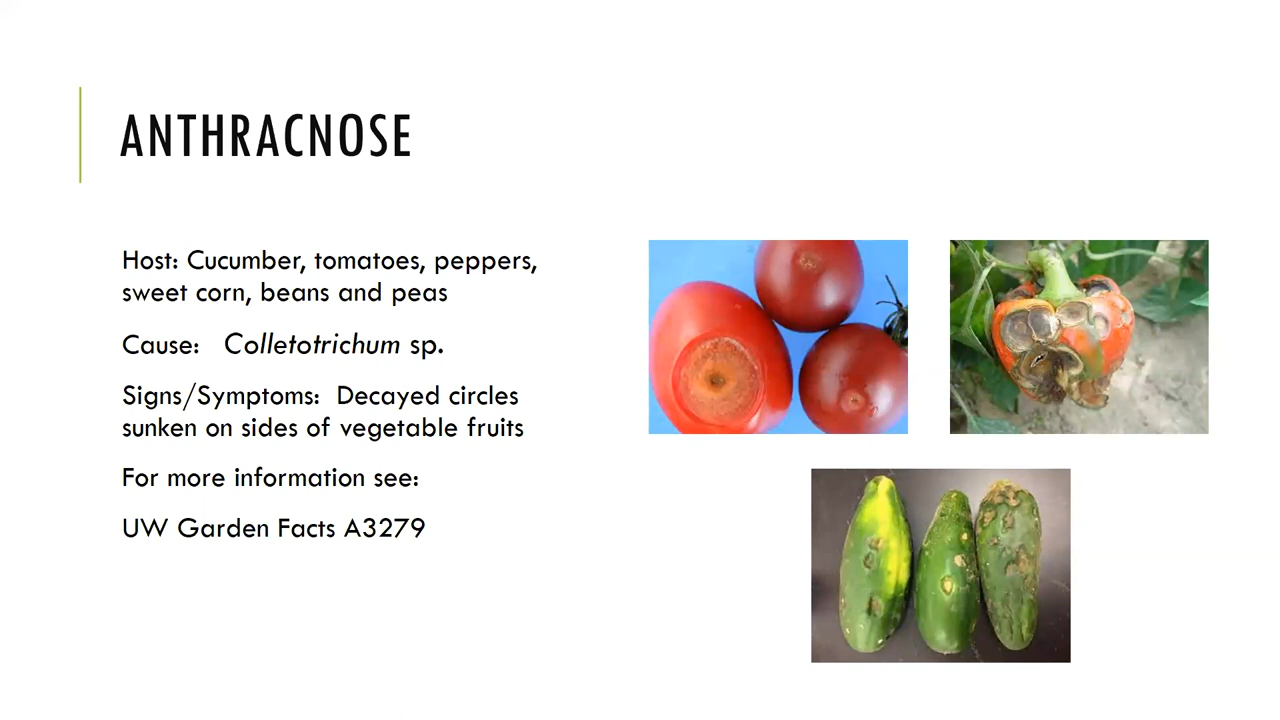 ANTHRACNOSE
Host: Cucumber, tomatoes, peppers,
sweet corn, beans and peas
Cause: Colletotrichum sp.
Signs/Symptoms: Decayed circles
sunken on sides of vegetable fruits
For more information see:
UW Garden Facts A3279